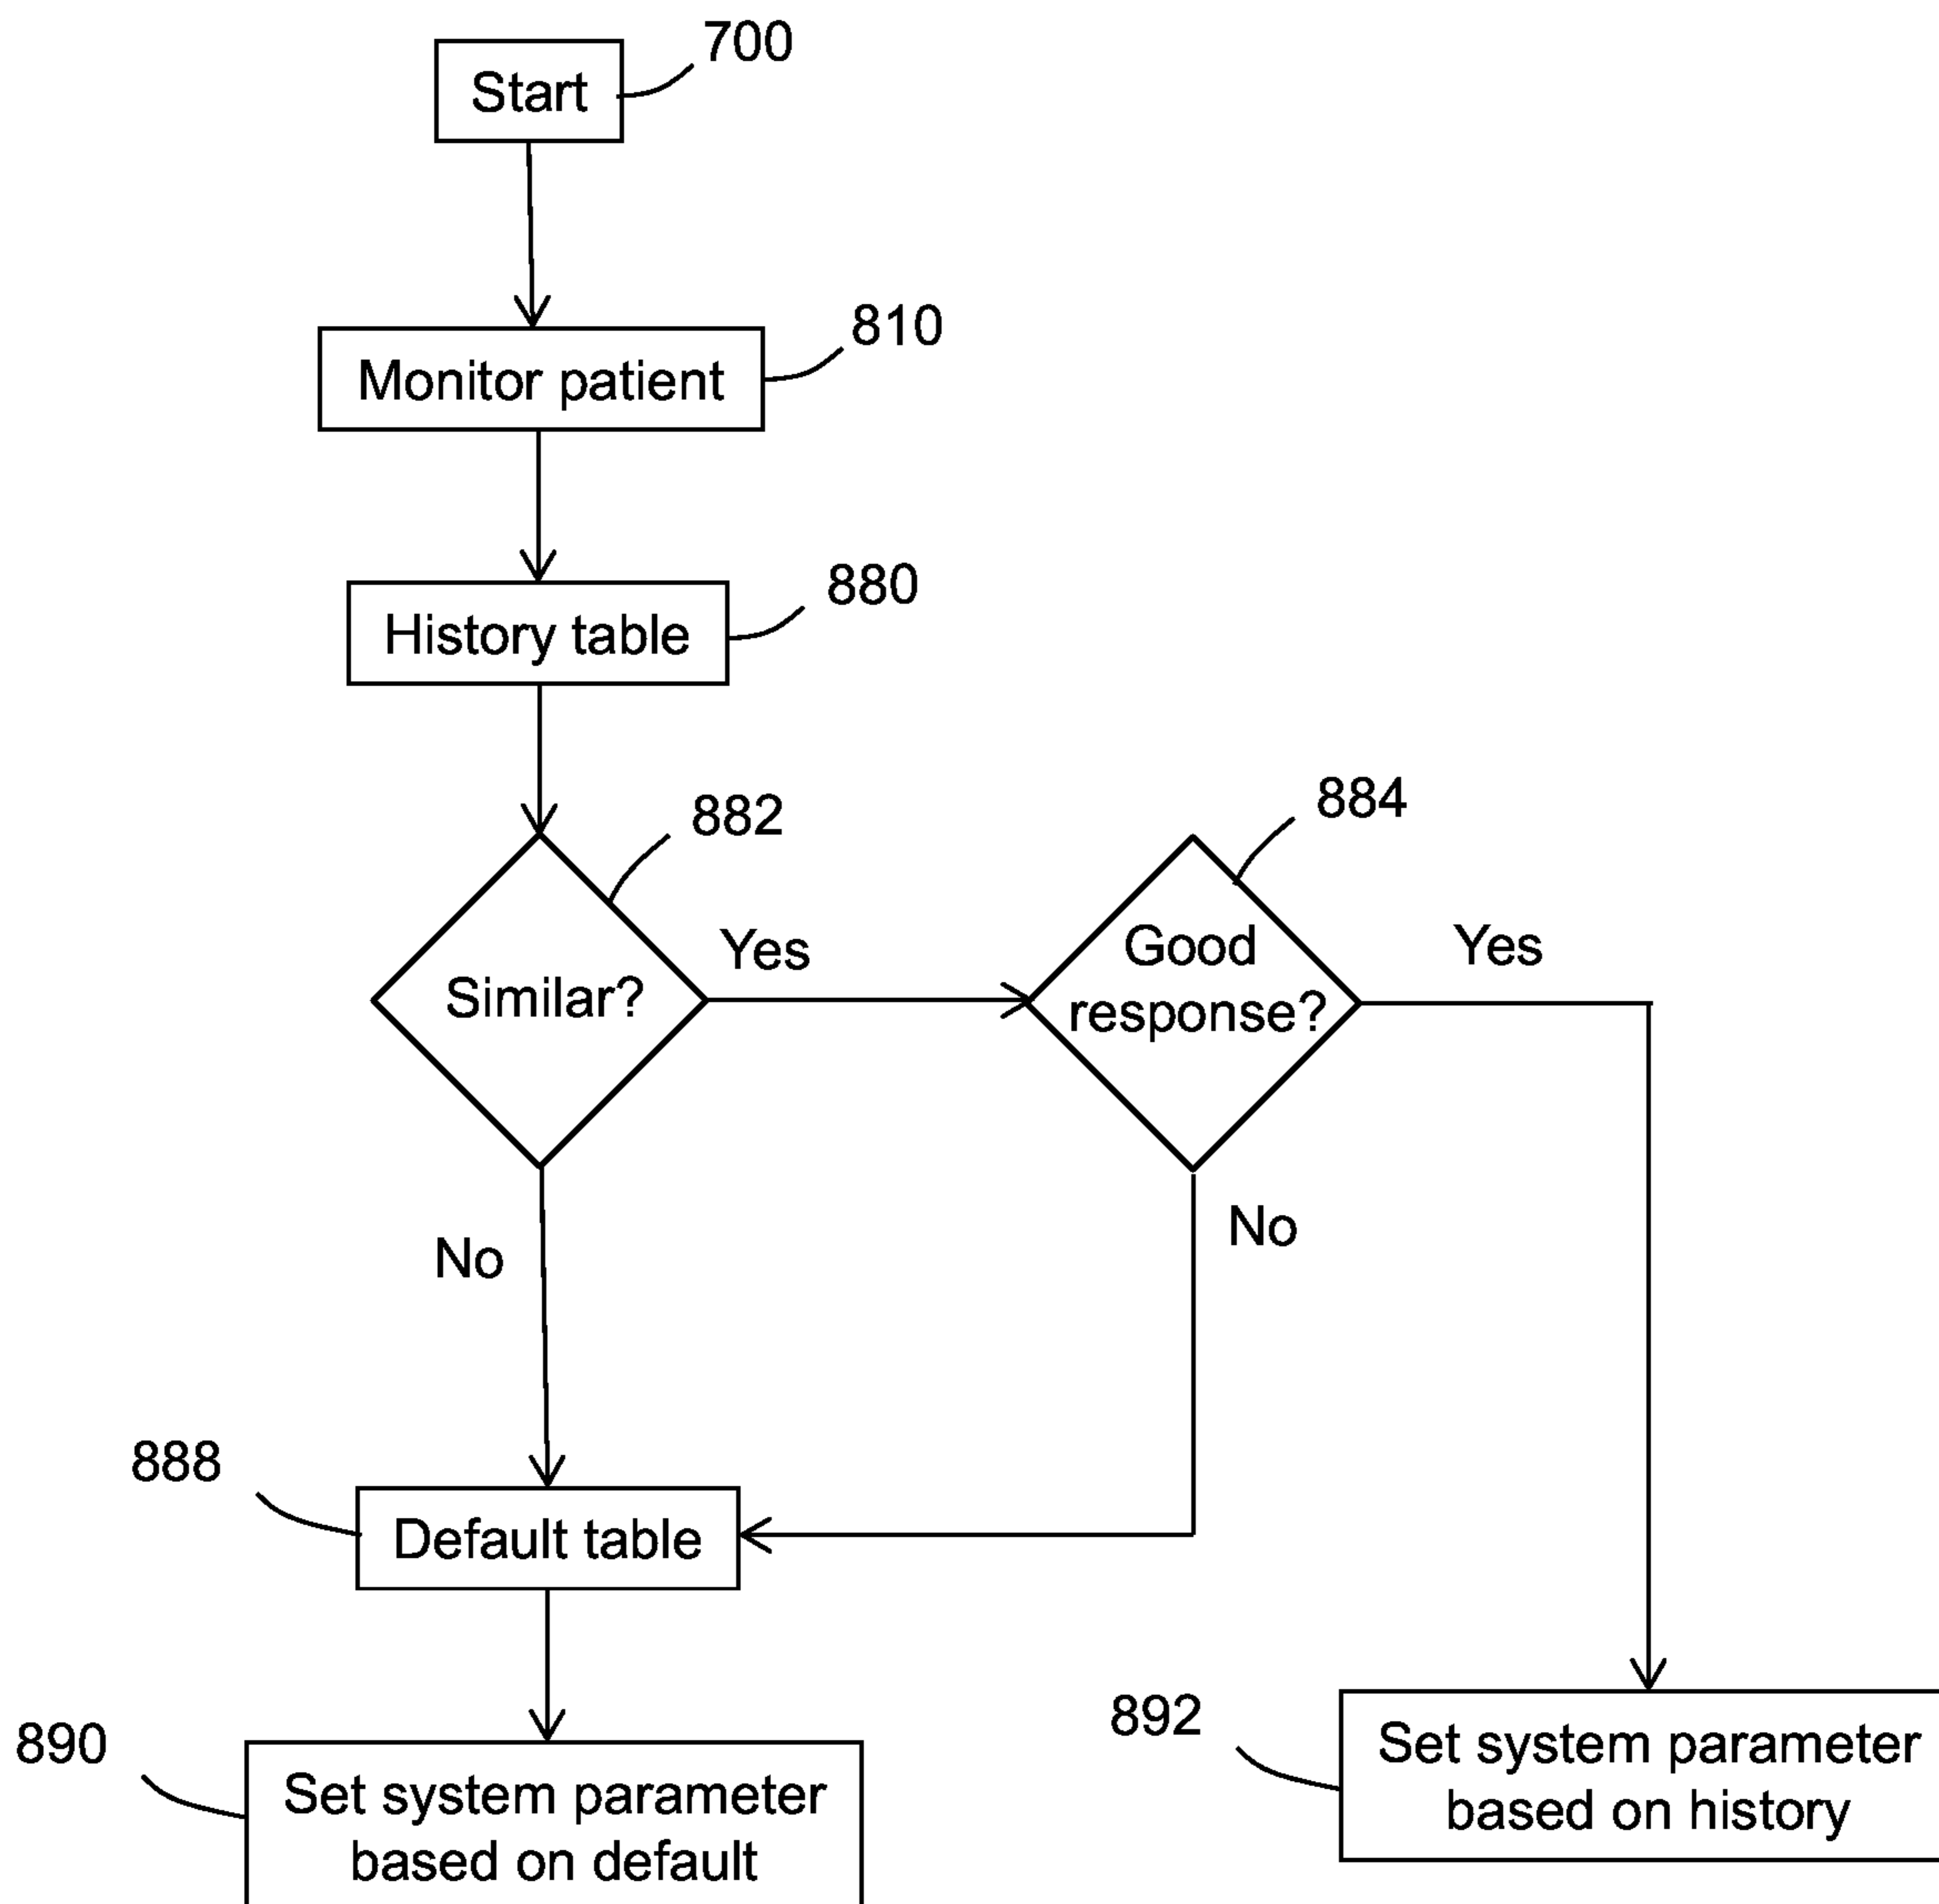 700
Start
810
Monitor patient
880
History table
882
884
Similar?
Yes
Good
response?
Yes
No
No
888
Default table
890
Set system parameter
based on default
892
Set system parameter
based on history